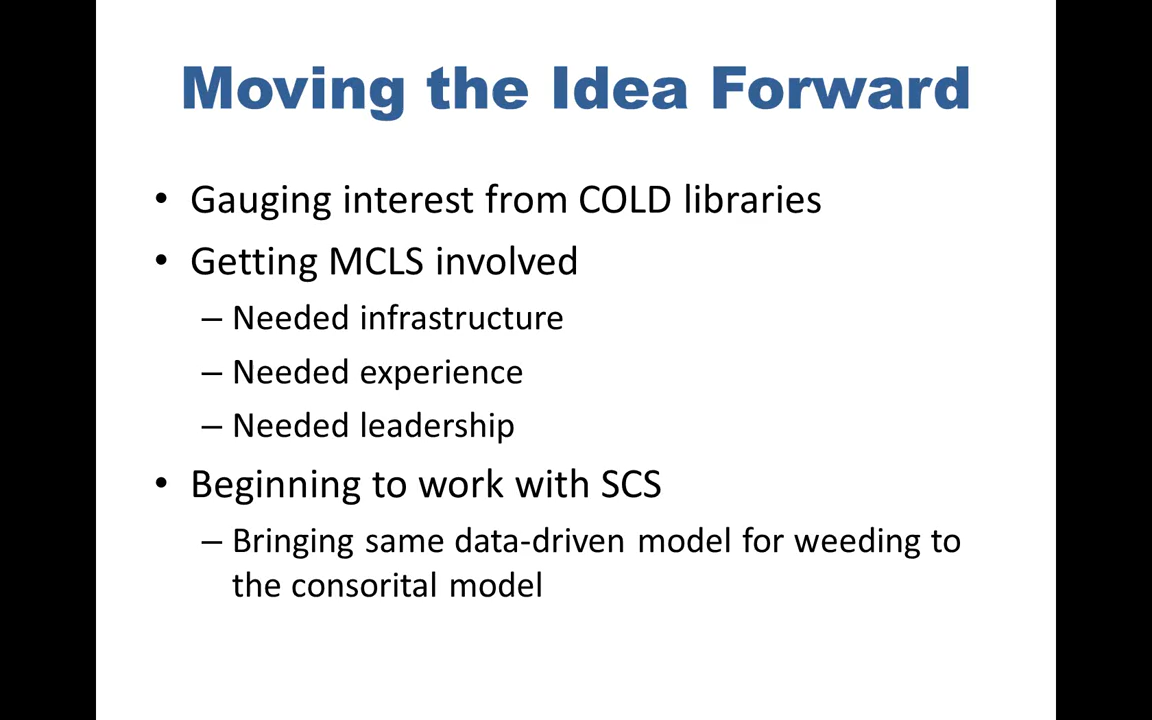 Moving the Idea Forward
• Gauging interest from COLD libraries
• Getting MCLS involved
– Needed infrastructure
– Needed experience
– Needed leadership
• Beginning to work with SCS
– Bringing same data-driven model for weeding to
the consorital model